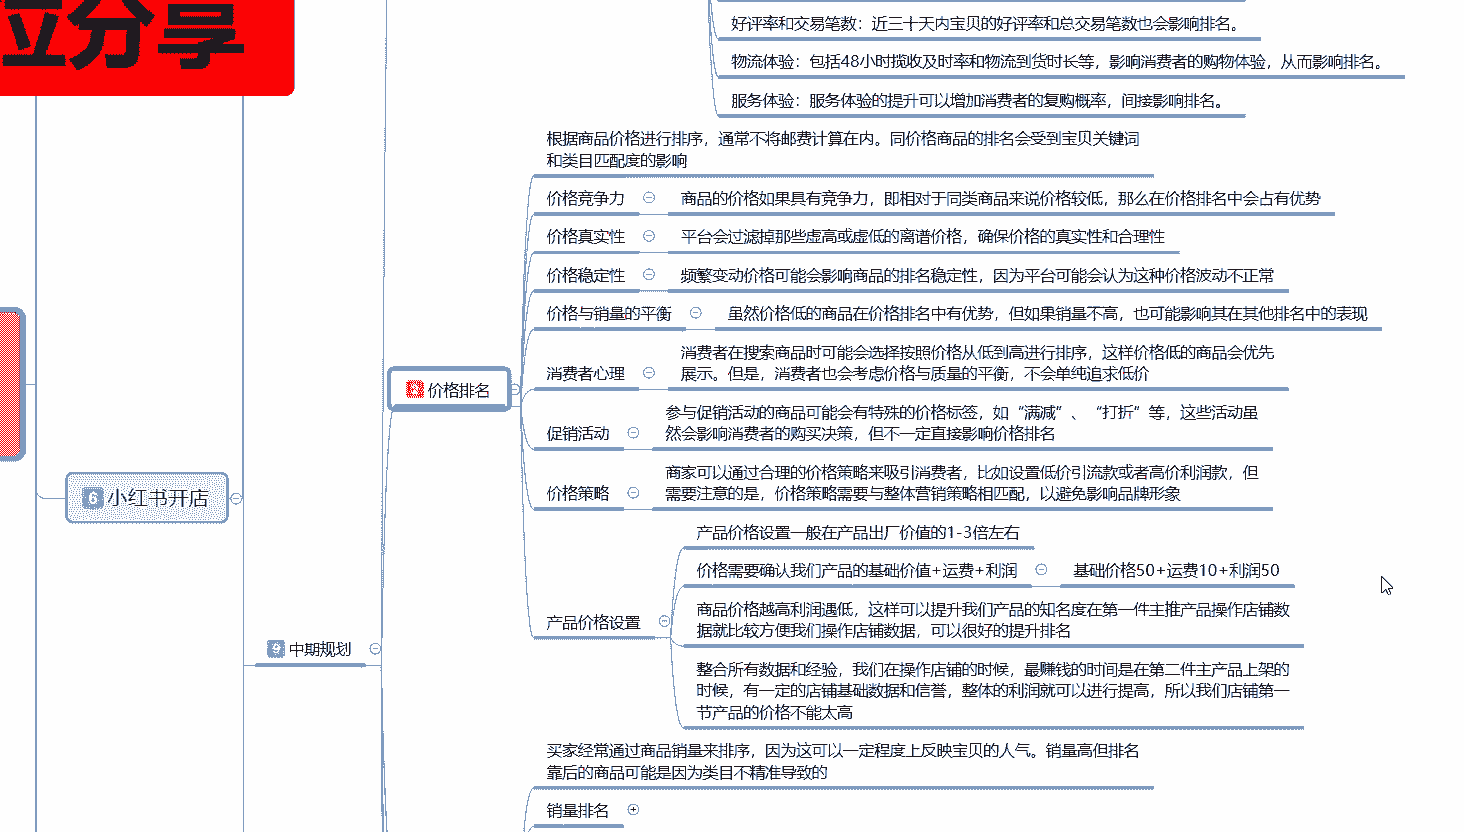 位分享
好评率和交易笔数：近三十天内宝贝的好评率和总交易笔数也会影响排名。
物流体验：包括48小时揽收及时率和物流到货时长等，影响消费者的购物体验，从而影响排名。
服务体验：服务体验的提升可以增加消费者的复购概率，间接影响排名。
根据商品价格进行排序，通常不将邮费计算在内。同价格商品的排名会受到宝贝关键词
和类目匹配度的影响
价格竞争力
商品的价格如果具有竞争力，即相对于同类商品来说价格较低，那么在价格排名中会占有优势
价格真实性
平台会过滤掉那些虚高或虚低的离谱价格，确保价格的真实性和合理性
价格稳定性
频繁变动价格可能会影响商品的排名稳定性，因为平台可能会认为这种价格波动不正常
价格与销量的平衡
虽然价格低的商品在价格排名中有优势，但如果销量不高，也可能影响其在其他排名中的表现
消费者心理
消费者在搜索商品时可能会选择按照价格从低到高进行排序，这样价格低的商品会优先
展示。但是，消费者也会考虑价格与质量的平衡，不会单纯追求低价
价格排名
促销活动
参与促销活动的商品可能会有特殊的价格标签，如“满减”、“打折”等，这些活动虽
然会影响消费者的购买决策，但不一定直接影响价格排名
价格策略
商家可以通过合理的价格策略来吸引消费者，比如设置低价引流款或者高价利润款，但
需要注意的是，价格策略需要与整体营销策略相匹配，以避免影响品牌形象
6 小红书开店
产品价格设置一般在产品出厂价值的1-3倍左右
价格需要确认我们产品的基础价值+运费+利润
基础价格50+运费10+利润50
产品价格设置
商品价格越高利润遇低，这样可以提升我们产品的知名度在第一件主推产品操作店铺数
据就比较方便我们操作店铺数据，可以很好的提升排名
9 中期规划
整合所有数据和经验，我们在操作店铺的时候，最赚钱的时间是在第二件主产品上架的
时候，有一定的店铺基础数据和信誉，整体的利润就可以进行提高，所以我们店铺第一
节产品的价格不能太高
买家经常通过商品销量来排序，因为这可以一定程度上反映宝贝的人气。销量高但排名
靠后的商品可能是因为类目不精准导致的
销量排名